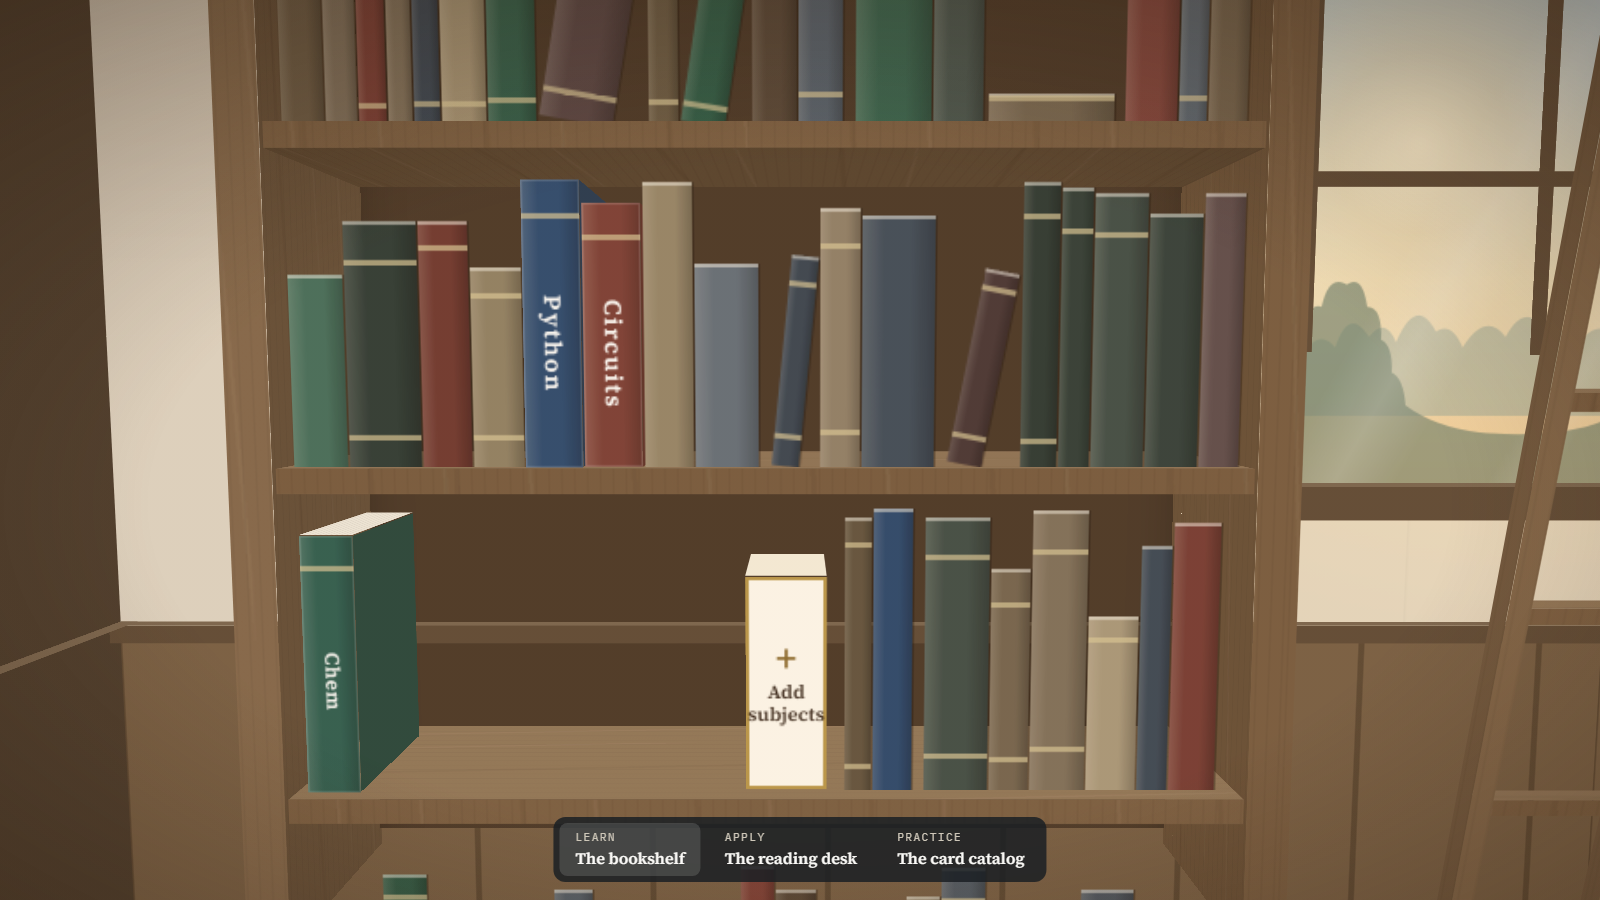 Python
Circuits
Chem
+
Add
subjects
LEARN
The bookshelf
APPLY
The reading desk
PRACTICE
The card catalog